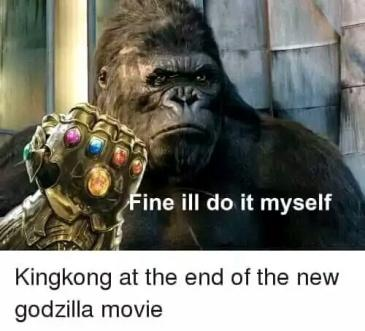 Fine ill do it myself
Kingkong at the end of the new
godzilla movie